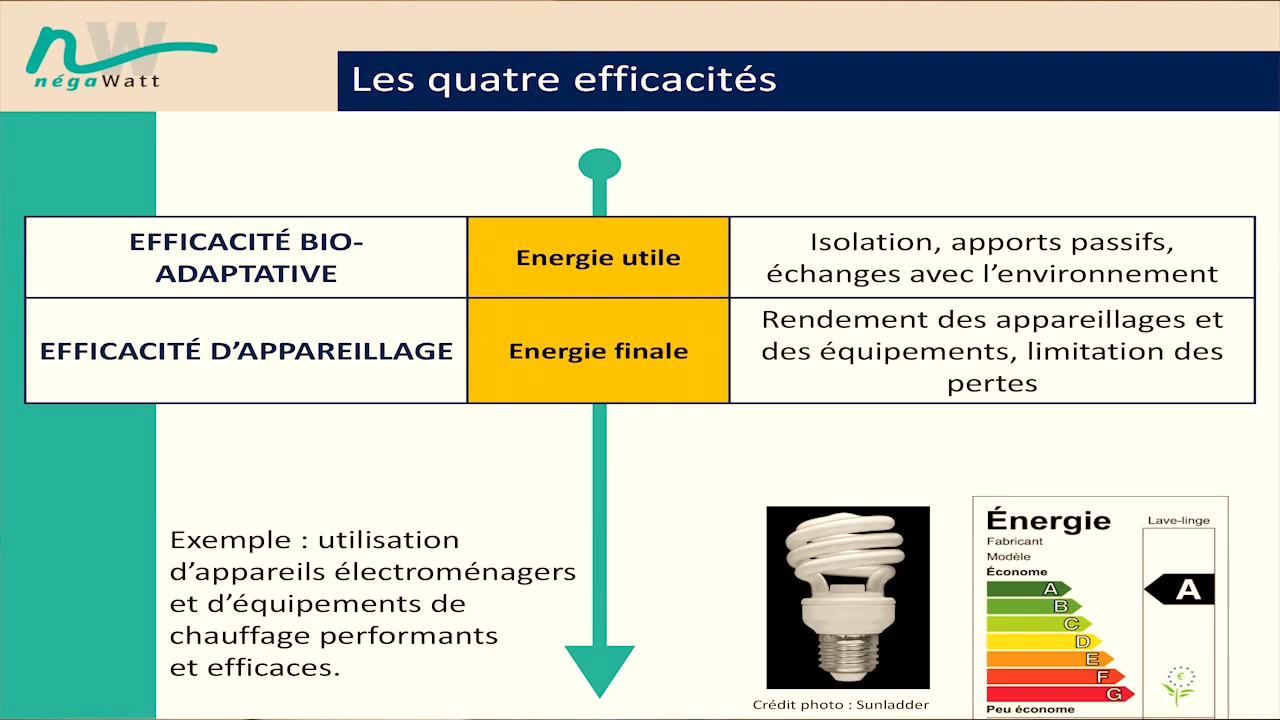 nW
négaWatt
Les quatre efficacités
EFFICACITÉ BIO-
ADAPTATIVE
Energie utile
Isolation, apports passifs,
échanges avec l’environnement
EFFICACITÉ D’APPAREILLAGE
Energie finale
Rendement des appareillages et
des équipements, limitation des
pertes
Exemple : utilisation
d’appareils électroménagers
et d’équipements de
chauffage performants
et efficaces.
Crédit photo : Sunladder
Énergie
Lave-linge
Fabricant
Modèle
Économe
A
A
B
C
D
E
F
G
Peu économe